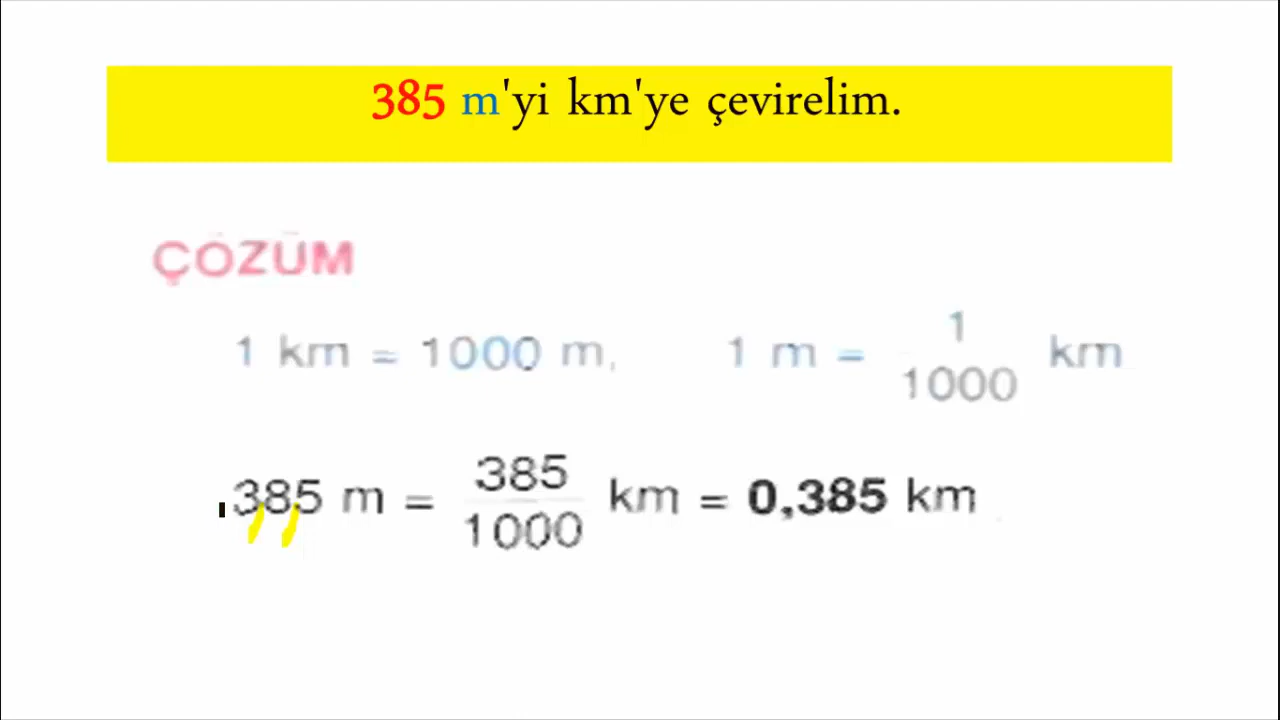 385 m'yi km'ye çevirelim.
ÇÖZÜM
1 km = 1000 m, 1 m = 1/1000 km
385 m = 385/1000 km = 0,385 km